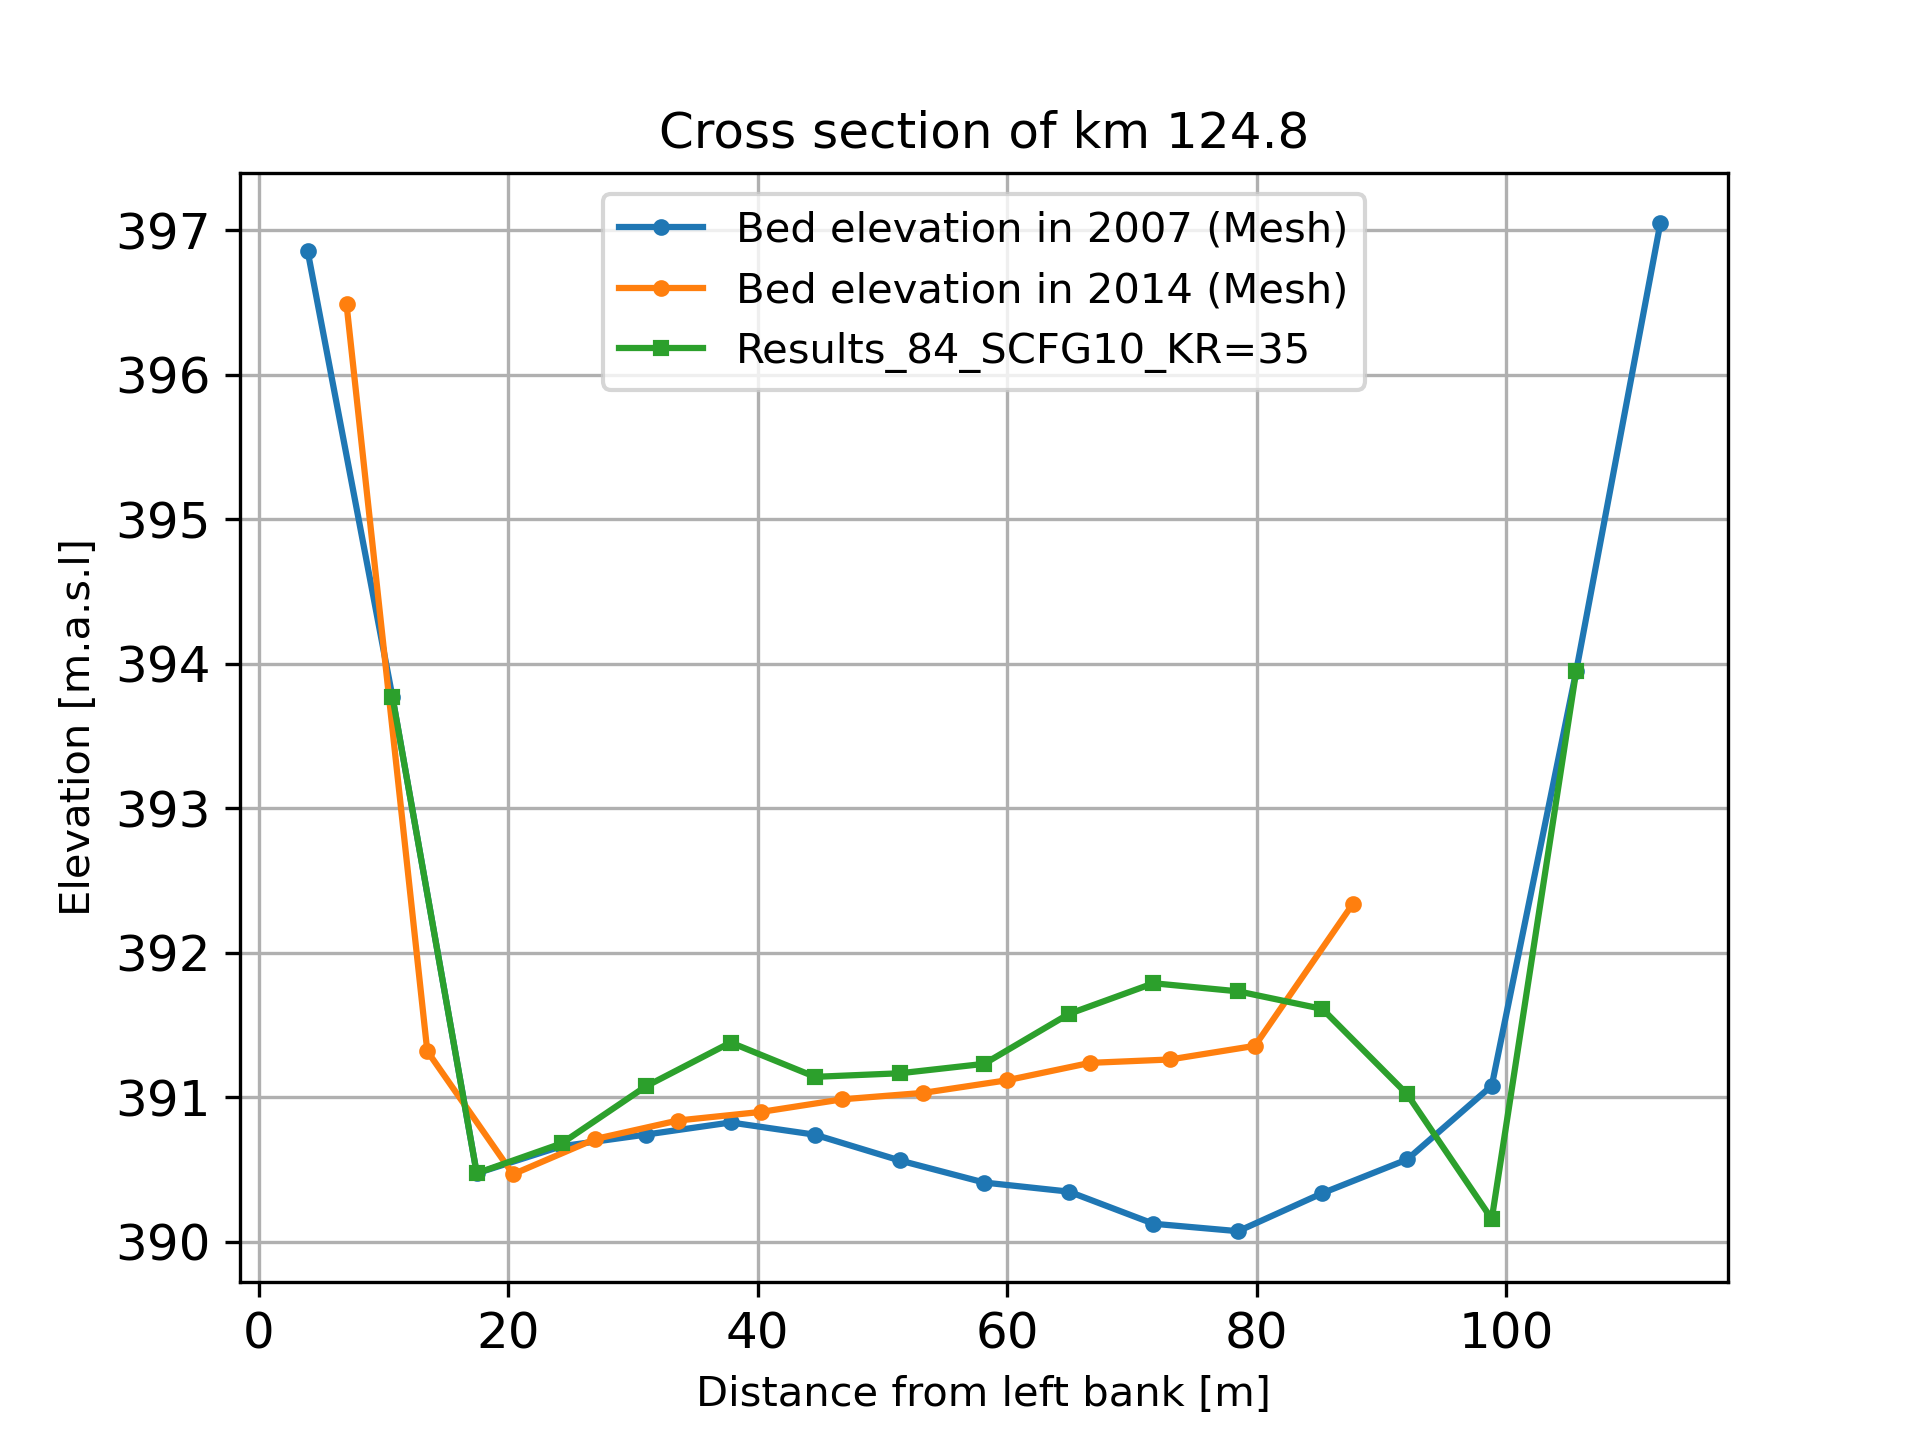 Cross section of km 124.8
Bed elevation in 2007 (Mesh)
Bed elevation in 2014 (Mesh)
Results_84_SCFG10_KR=35
397
396
395
394
393
392
391
390
Elevation [m.a.s.l]
0 20 40 60 80 100
Distance from left bank [m]